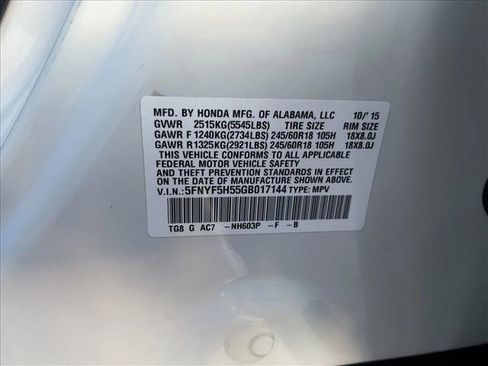 MFD. BY HONDA MFG. OF ALABAMA, LLC 10/'15
GVWR 2515KG(5545LBS) TIRE SIZE RIM SIZE
GAWR F 1240KG(2734LBS) 245/60R18 105H 18X8.0J
GAWR R1325KG(2921LBS) 245/60R18 105H 18X8.0J
THIS VEHICLE CONFORMS TO ALL APPLICABLE
FEDERAL MOTOR VEHICLE SAFETY
AND THEFT PREVENTION STANDARDS IN EFFECT
ON THE DATE OF MANUFACTURE SHOWN ABOVE.
V.I.N.:5FNYF5H55GB017144 TYPE: MPV
TG8 G AC7 -NH603P -F -B